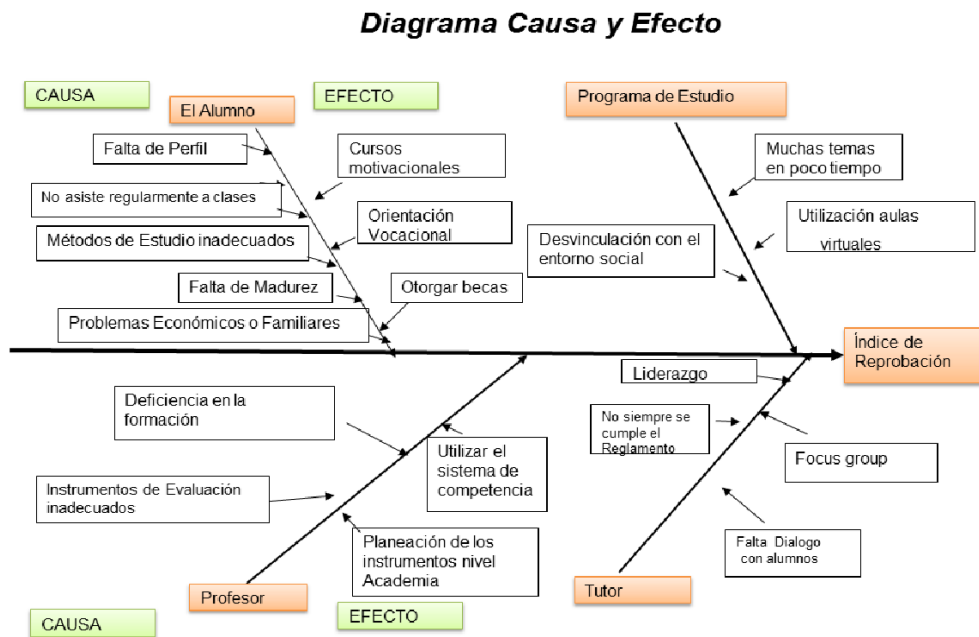 Diagrama Causa y Efecto
CAUSA
El Alumno
EFECTO
Programa de Estudio
Falta de Perfil
Cursos
motivacionales
No asiste regularmente a clases
Orientación
Vocacional
Métodos de Estudio inadecuados
Falta de Madurez
Otorgar becas
Problemas Económicos o Familiares
Muchas temas
en poco tiempo
Utilización aulas
virtuales
Desvinculación con el
entorno social
Índice de
Reprobación
Deficiencia en la
formación
Utilizar el
sistema de
competencia
Instrumentos de Evaluación
inadecuados
Planeación de los
instrumentos nivel
Academia
Profesor
EFECTO
CAUSA
Liderazgo
No siempre se
cumple el
Reglamento
Focus group
Falta Dialogo
con alumnos
Tutor